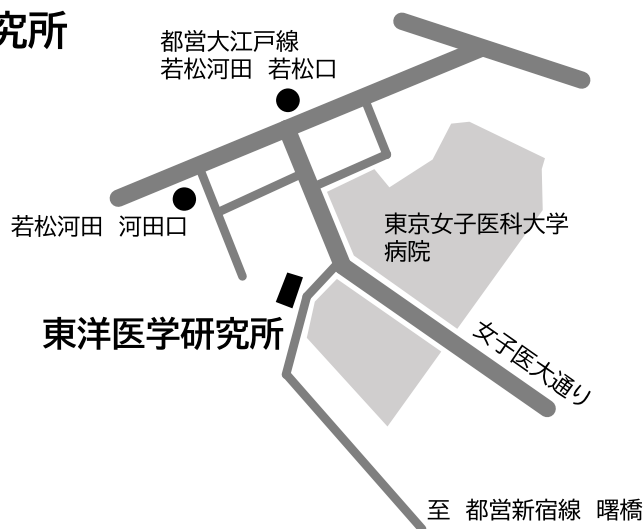 究所
都営大江戸線
若松河田 若松口
若松河田 河田口
東京女子医科大学
病院
東洋医学研究所
女子医大通り
至 都営新宿線 曙橋